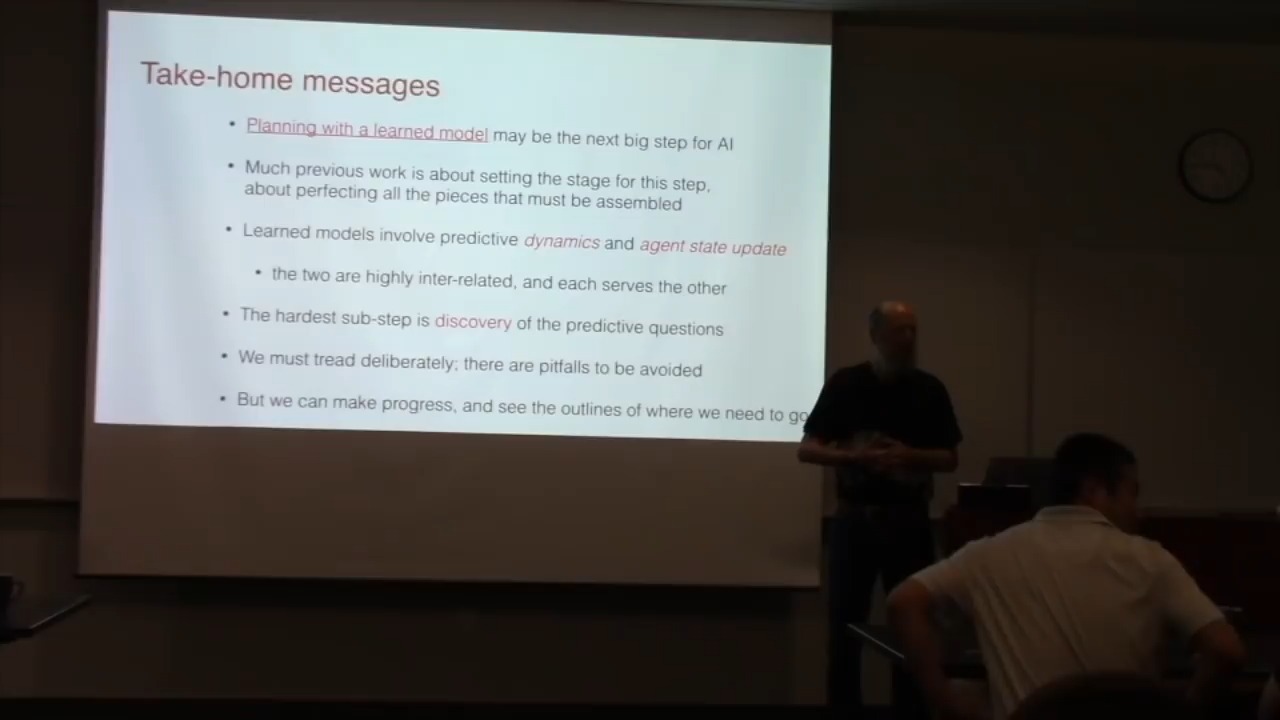 Take-home messages
• Planning with a learned model may be the next big step for AI
• Much previous work is about setting the stage for this step,
about perfecting all the pieces that must be assembled
• Learned models involve predictive dynamics and agent state update
• the two are highly inter-related, and each serves the other
• The hardest sub-step is discovery of the predictive questions
• We must tread deliberately; there are pitfalls to be avoided
• But we can make progress, and see the outlines of where we need to go